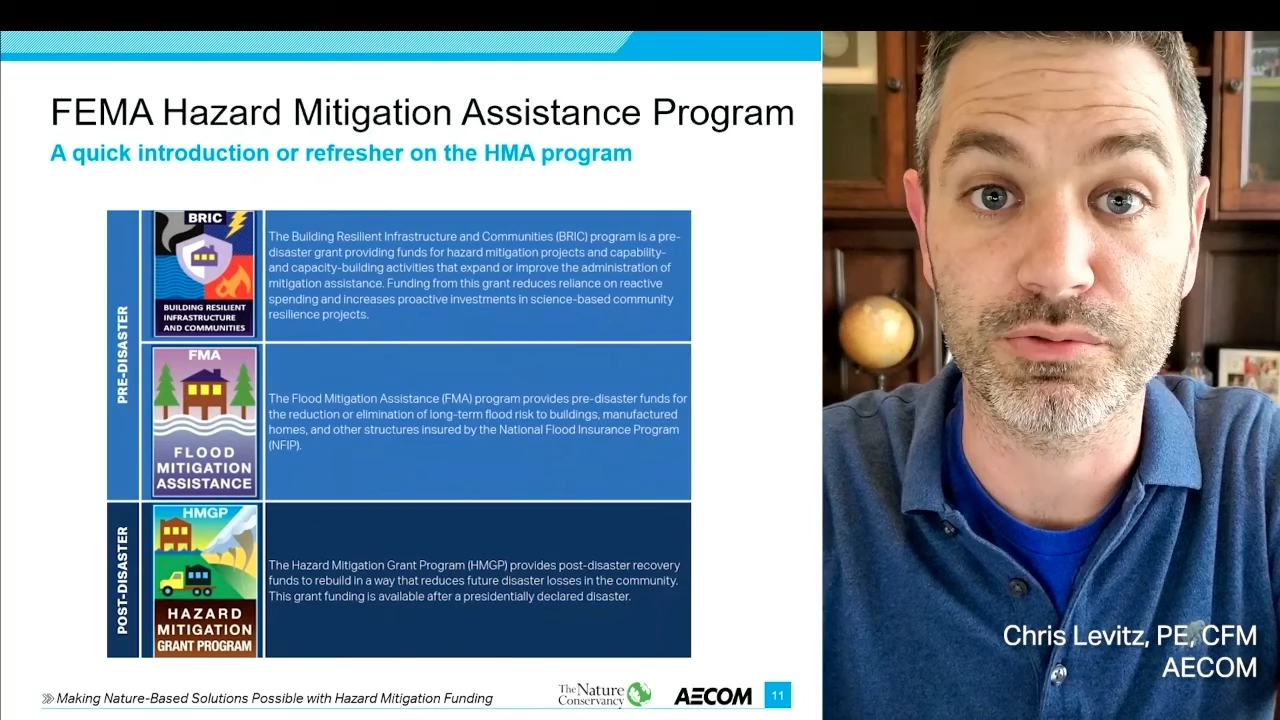 FEMA Hazard Mitigation Assistance Program
A quick introduction or refresher on the HMA program
PRE-DISASTER
BRIC
BUILDING RESILIENT
INFRASTRUCTURE
AND COMMUNITIES
The Building Resilient Infrastructure and Communities (BRIC) program is a pre-
disaster grant providing funds for hazard mitigation projects and capability-
and capacity-building activities that expand or improve the administration of
mitigation assistance. Funding from this grant reduces reliance on reactive
spending and increases proactive investments in science-based community
resilience projects.
FMA
FLOOD
MITIGATION
ASSISTANCE
The Flood Mitigation Assistance (FMA) program provides pre-disaster funds for
the reduction or elimination of long-term flood risk to buildings, manufactured
homes, and other structures insured by the National Flood Insurance Program
(NFIP).
POST-DISASTER
HMGP
HAZARD
MITIGATION
GRANT PROGRAM
The Hazard Mitigation Grant Program (HMGP) provides post-disaster recovery
funds to rebuild in a way that reduces future disaster losses in the community.
This grant funding is available after a presidentially declared disaster.
Making Nature-Based Solutions Possible with Hazard Mitigation Funding
The Nature
Conservancy
AECOM
11
Chris Levitz, PE, CFM
AECOM